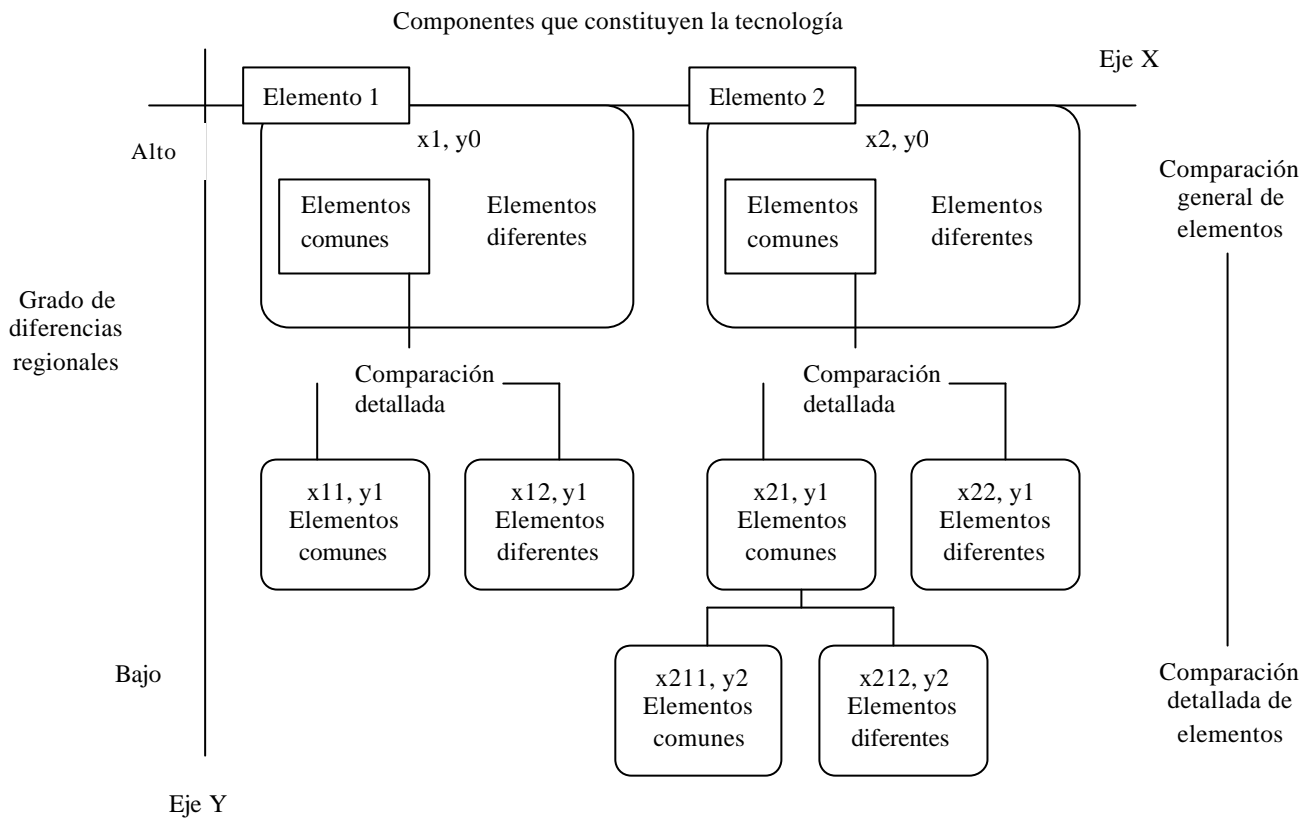 Componentes que constituyen la tecnología
Eje X
Elemento 1
Elemento 2
Alto
x1, y0
x2, y0
Elementos
comunes
Elementos
diferentes
Elementos
comunes
Elementos
diferentes
Comparación
general de
elementos
Grado de
diferencias
regionales
Comparación
detallada
Comparación
detallada
x11, y1
Elementos
comunes
x12, y1
Elementos
diferentes
x21, y1
Elementos
comunes
x22, y1
Elementos
diferentes
Bajo
x211, y2
Elementos
comunes
x212, y2
Elementos
diferentes
Comparación
detallada de
elementos
Eje Y